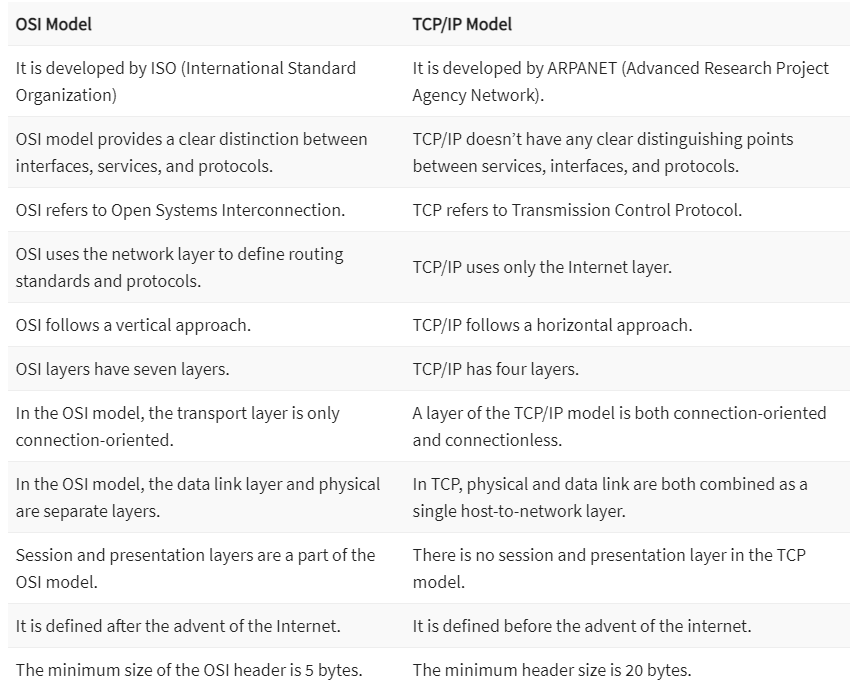 OSI Model
TCP/IP Model
It is developed by ISO (International Standard
Organization)
It is developed by ARPANET (Advanced Research Project
Agency Network).
OSI model provides a clear distinction between
interfaces, services, and protocols.
TCP/IP doesn’t have any clear distinguishing points
between services, interfaces, and protocols.
OSI refers to Open Systems Interconnection.
TCP refers to Transmission Control Protocol.
OSI uses the network layer to define routing
standards and protocols.
TCP/IP uses only the Internet layer.
OSI follows a vertical approach.
TCP/IP follows a horizontal approach.
OSI layers have seven layers.
TCP/IP has four layers.
In the OSI model, the transport layer is only
connection-oriented.
A layer of the TCP/IP model is both connection-oriented
and connectionless.
In the OSI model, the data link layer and physical
are separate layers.
In TCP, physical and data link are both combined as a
single host-to-network layer.
Session and presentation layers are a part of the
OSI model.
There is no session and presentation layer in the TCP
model.
It is defined after the advent of the Internet.
It is defined before the advent of the internet.
The minimum size of the OSI header is 5 bytes.
The minimum header size is 20 bytes.